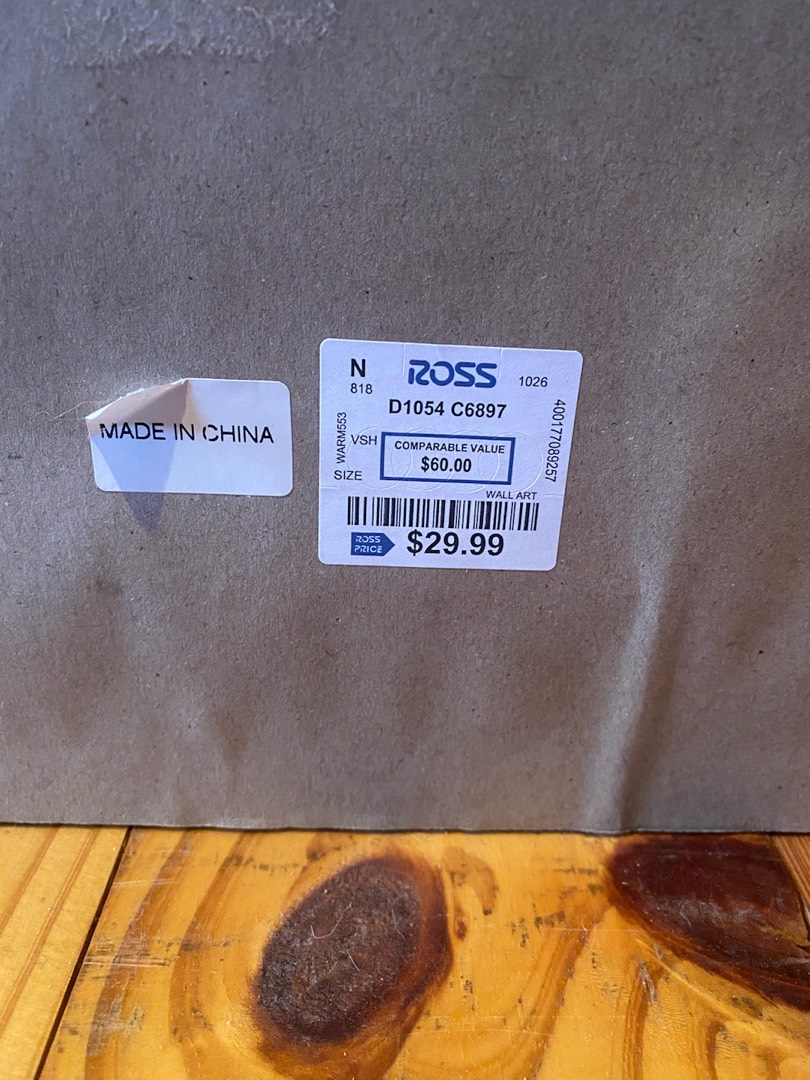 MADE IN CHINA
N
818
ROSS
1026
D1054 C6897
WARM553
VSH
SIZE
COMPARABLE VALUE
$60.00
400177089257
WALL ART
ROSS
PRICE
$29.99